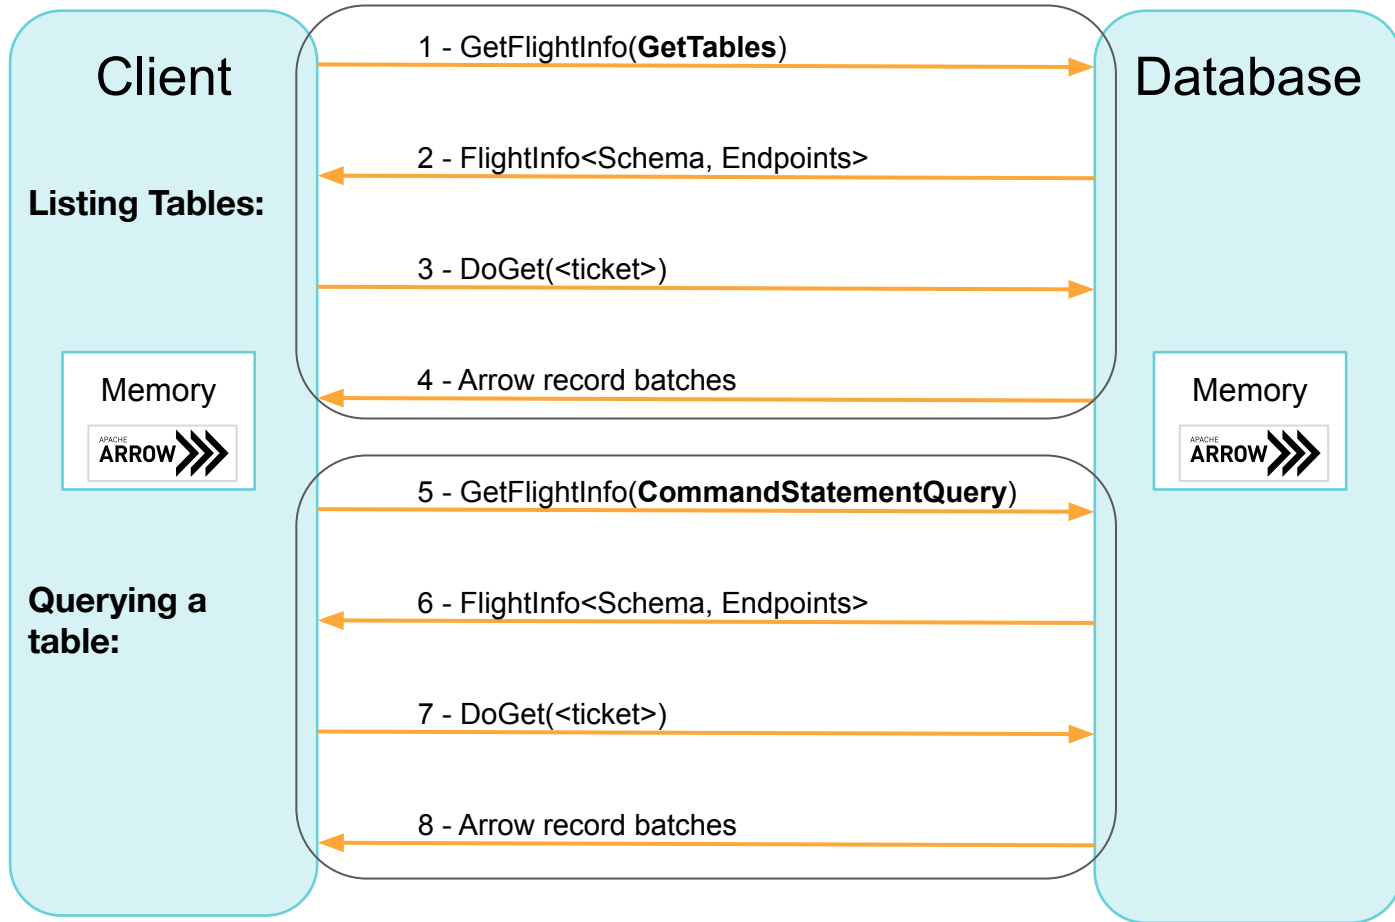 Client
Database
1 - GetFlightInfo(GetTables)
2 - FlightInfo<Schema, Endpoints>
Listing Tables:
3 - DoGet(<ticket>)
4 - Arrow record batches
Memory
APACHE
ARROW
Memory
APACHE
ARROW
5 - GetFlightInfo(CommandStatementQuery)
Querying a
table:
6 - FlightInfo<Schema, Endpoints>
7 - DoGet(<ticket>)
8 - Arrow record batches